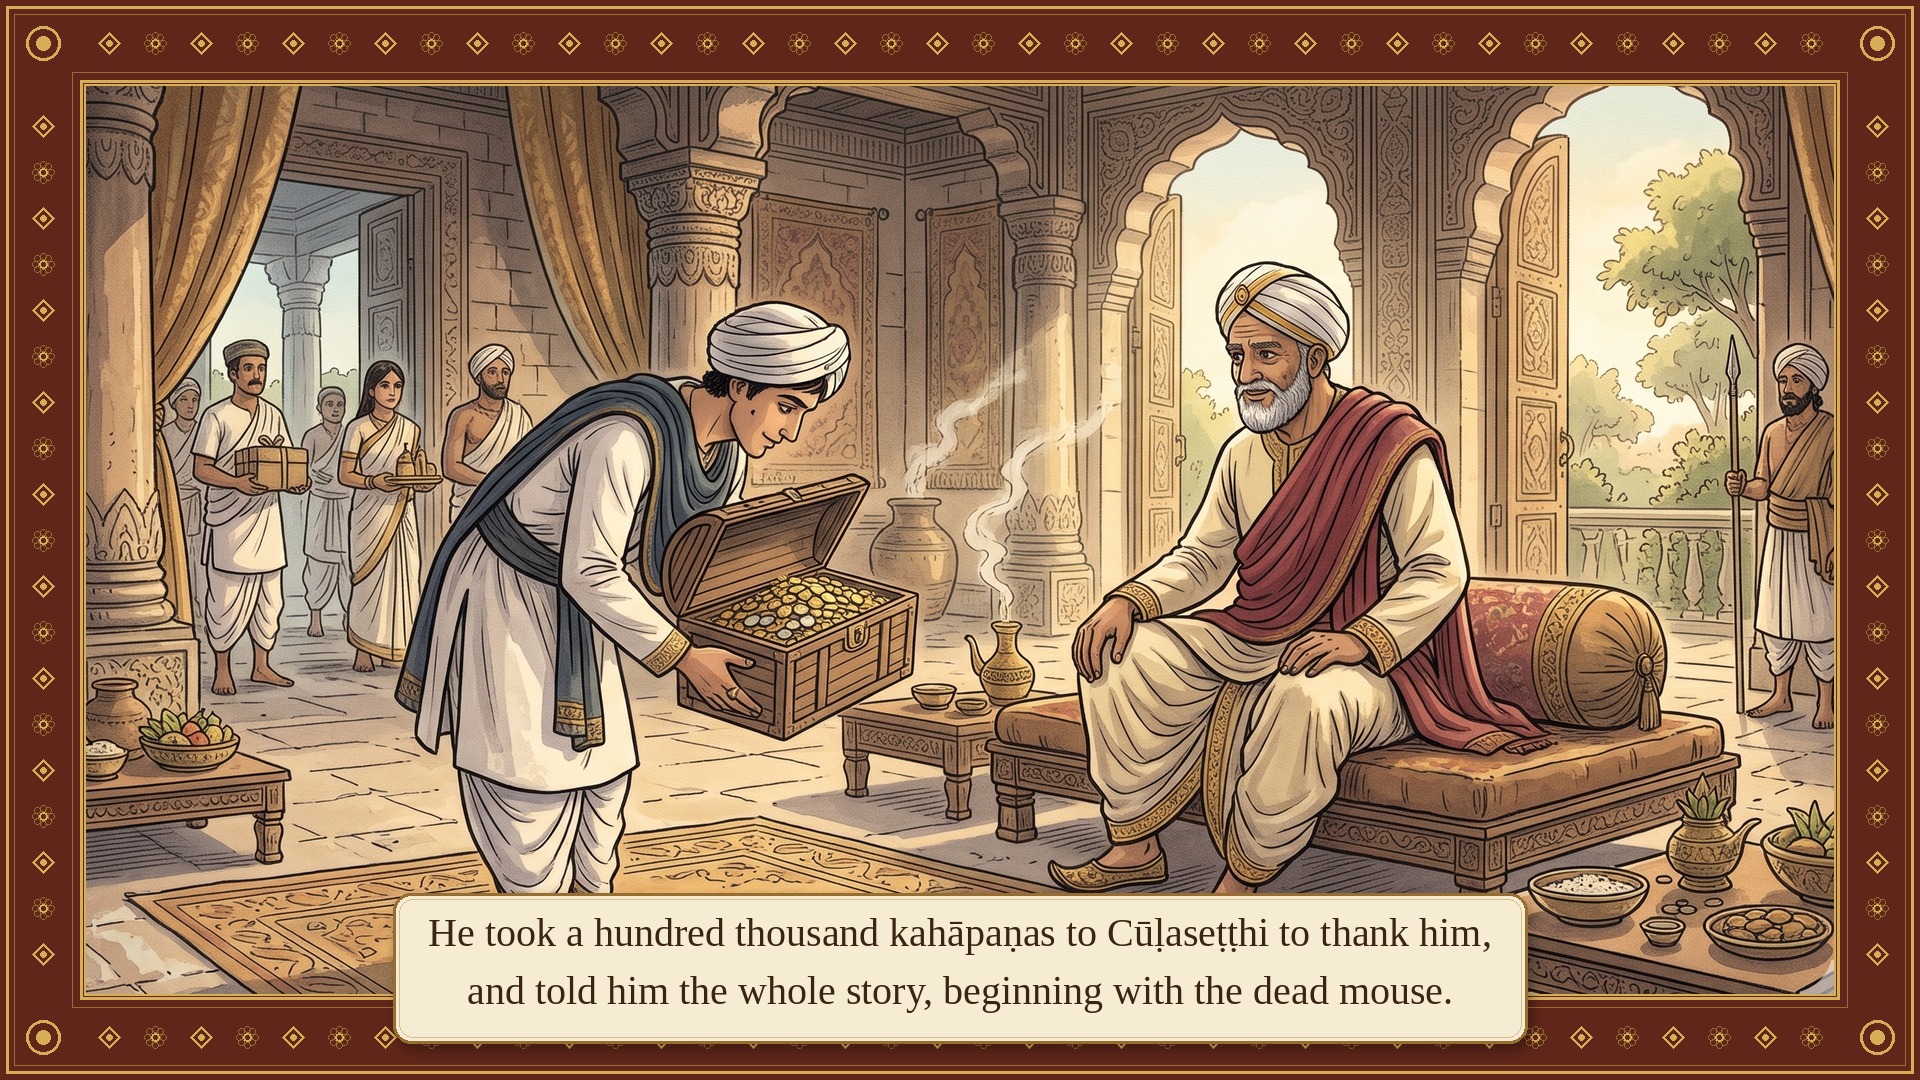 He took a hundred thousand kahāpaṇas to Cūḷaseṭṭhi to thank him,
and told him the whole story, beginning with the dead mouse.